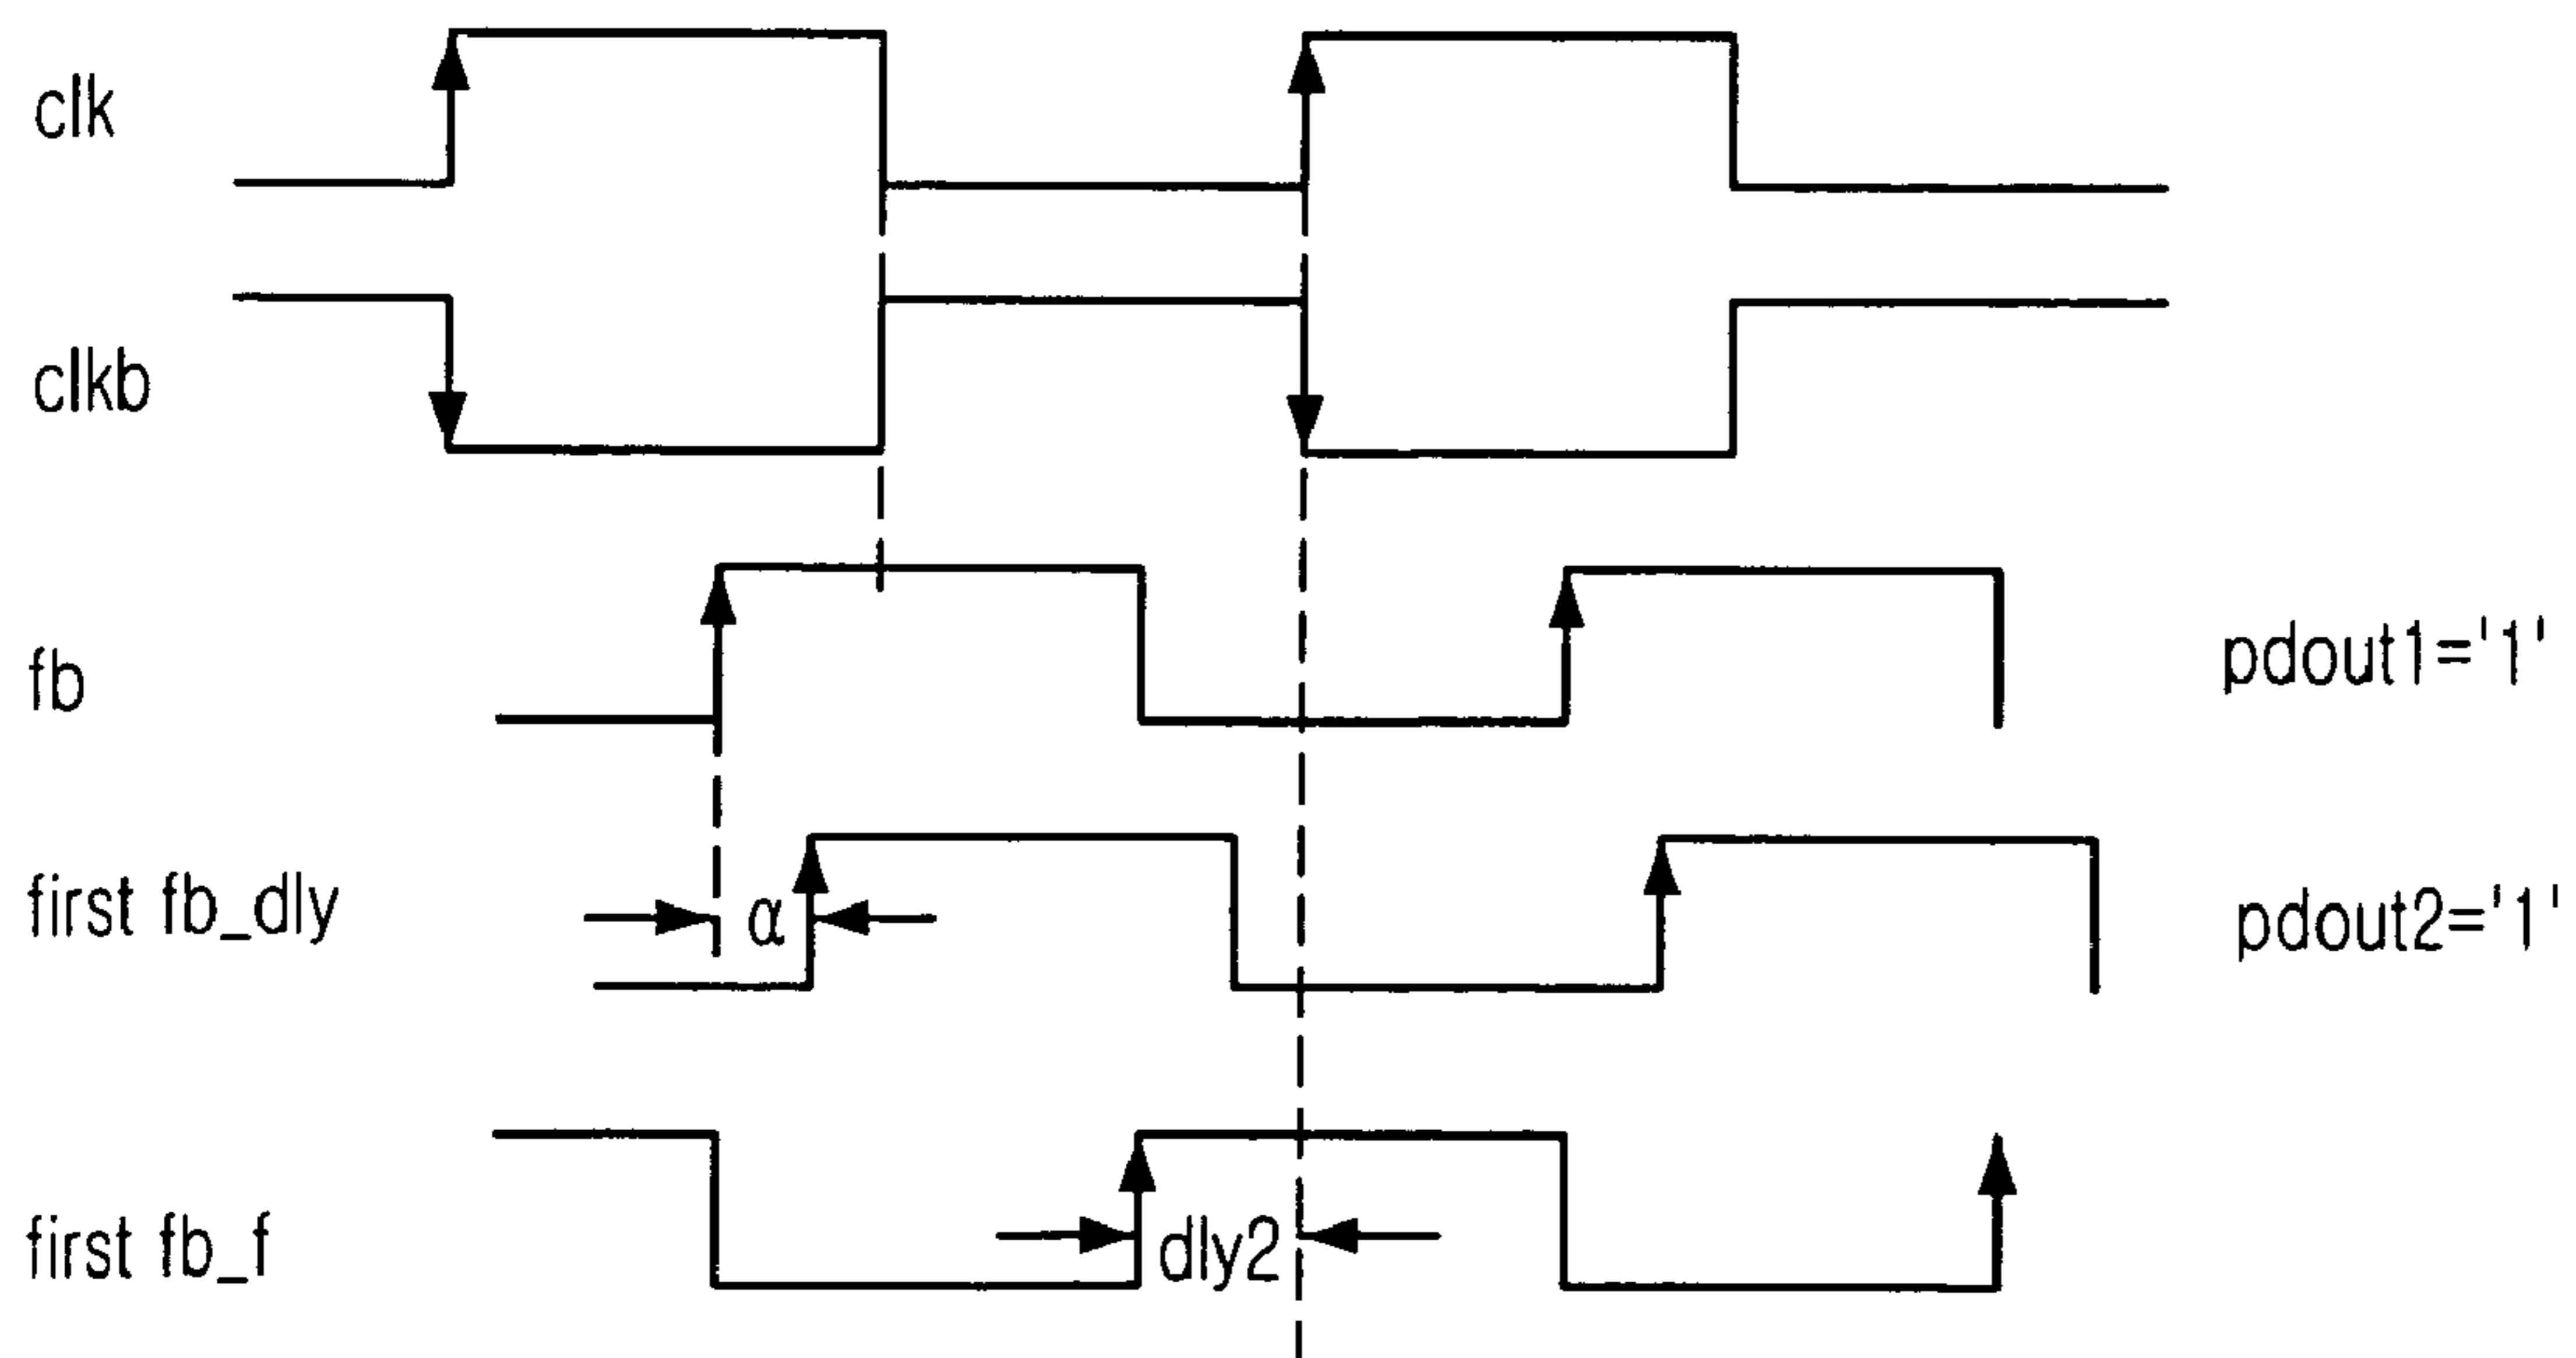 clk
clkb
fb
pdout1='1'
first fb_dly
α
pdout2='1'
first fb_f
dly2